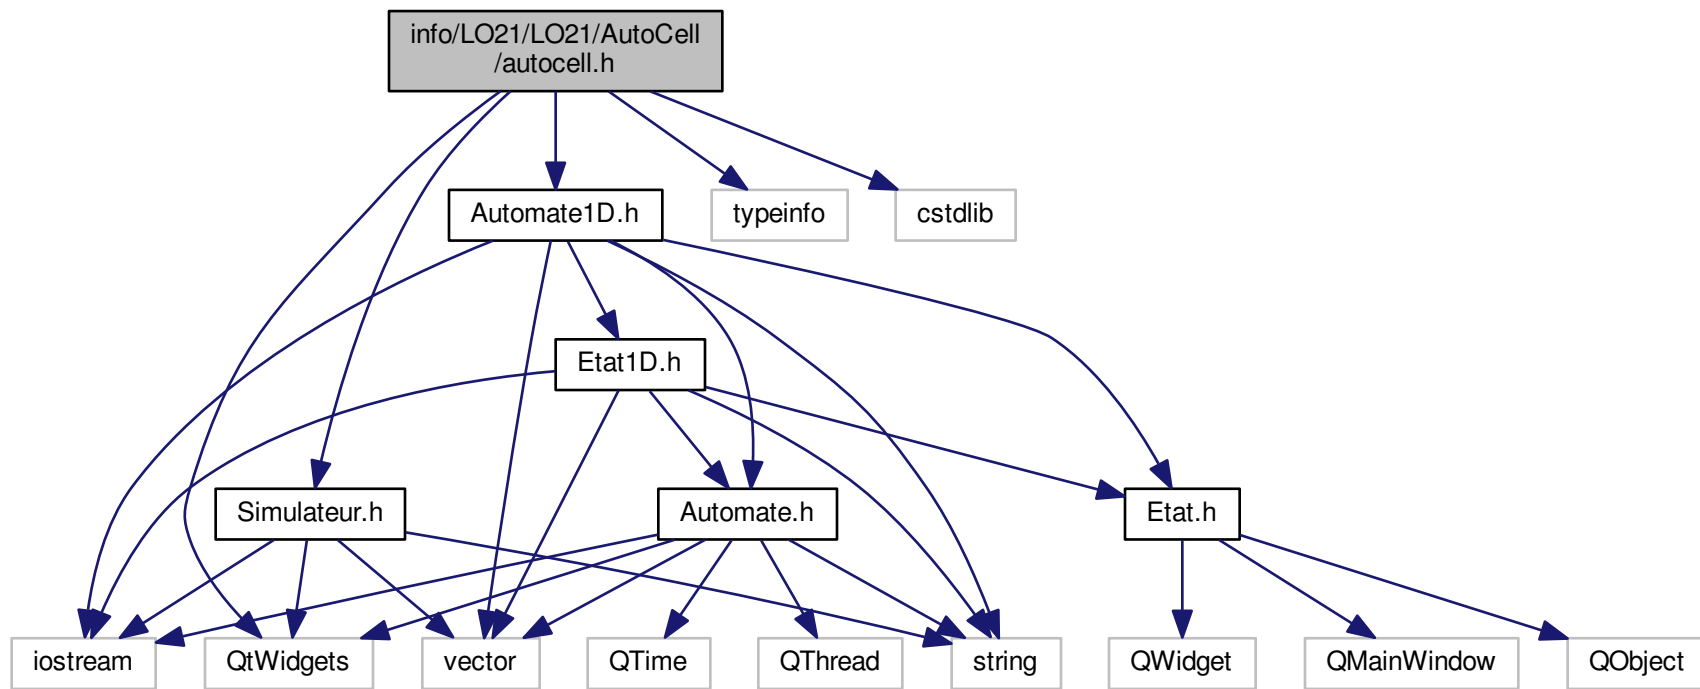 info/LO21/LO21/AutoCell
/autocell.h
Automate1D.h
typeinfo
cstdlib
Etat1D.h
Simulateur.h
Automate.h
Etat.h
iostream
QtWidgets
vector
QTime
QThread
string
QWidget
QMainWindow
QObject